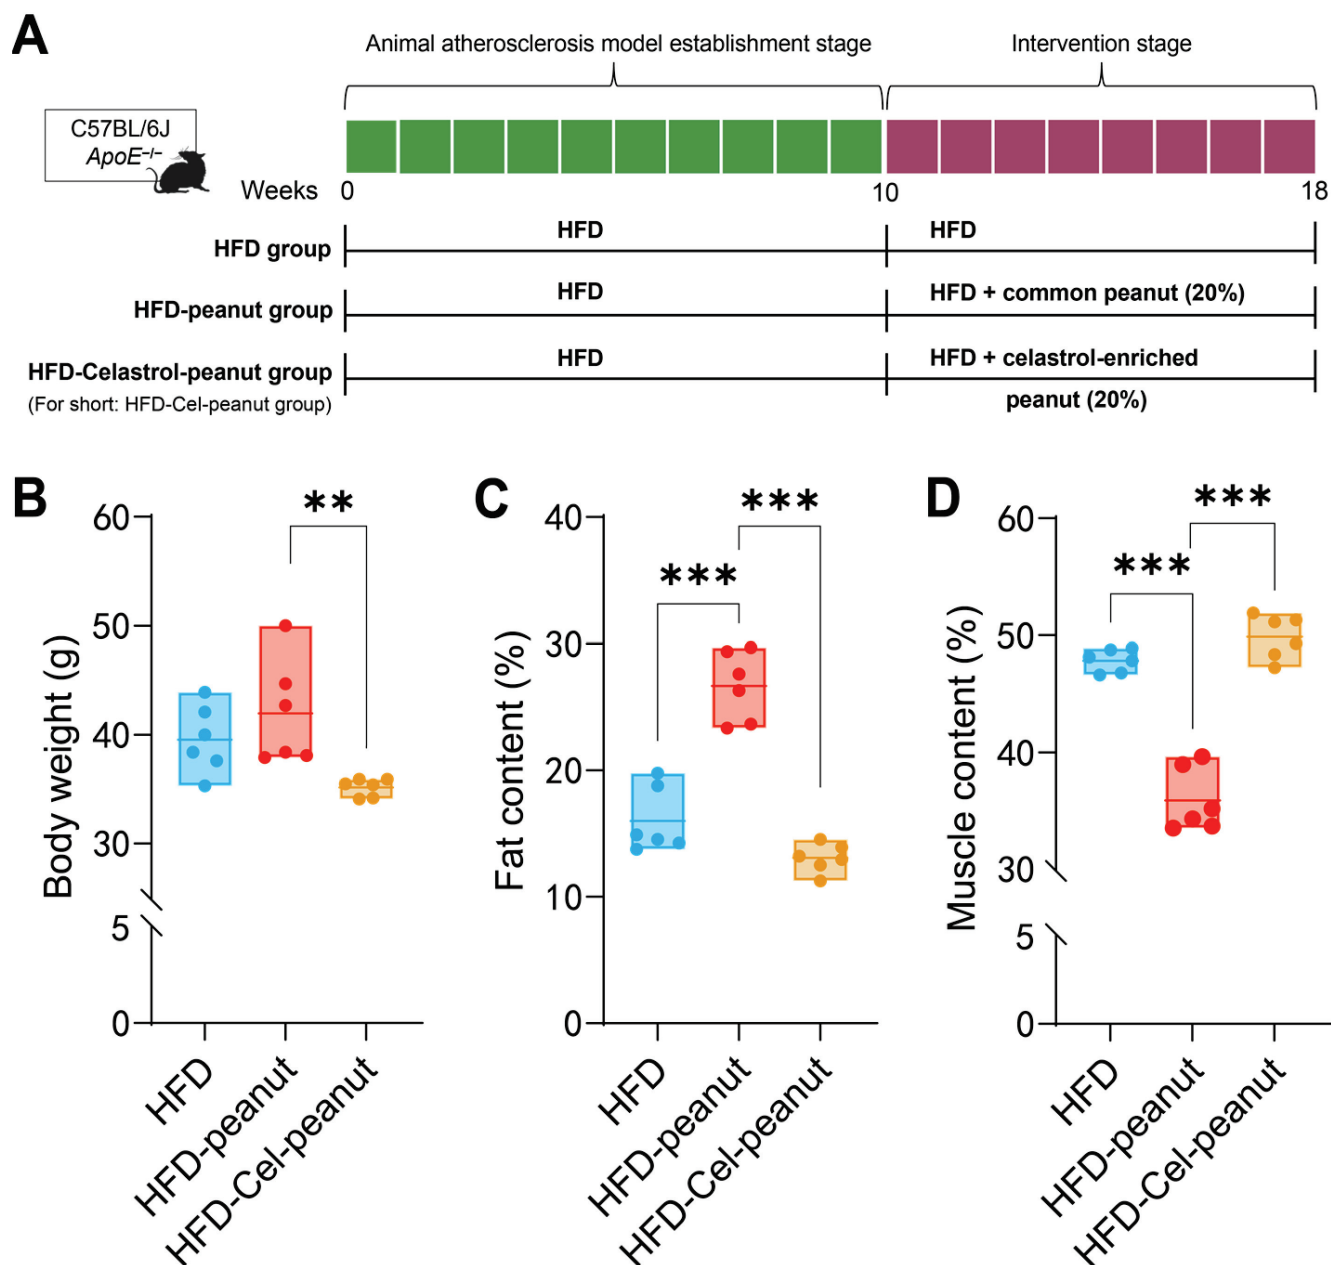 A
Animal atherosclerosis model establishment stage
Intervention stage
C57BL/6J
ApoE–/–
Weeks
0
10
18
HFD group
HFD
HFD
HFD-peanut group
HFD
HFD + common peanut (20%)
HFD-Celastrol-peanut group
(For short: HFD-Cel-peanut group)
HFD
HFD + celastrol-enriched
peanut (20%)
B
Body weight (g)
60
50
40
30
5
0
**
HFD
HFD-peanut
HFD-Cel-peanut
C
Fat content (%)
40
30
20
10
0
***
***
HFD
HFD-peanut
HFD-Cel-peanut
D
Muscle content (%)
60
50
40
30
5
0
***
***
HFD
HFD-peanut
HFD-Cel-peanut